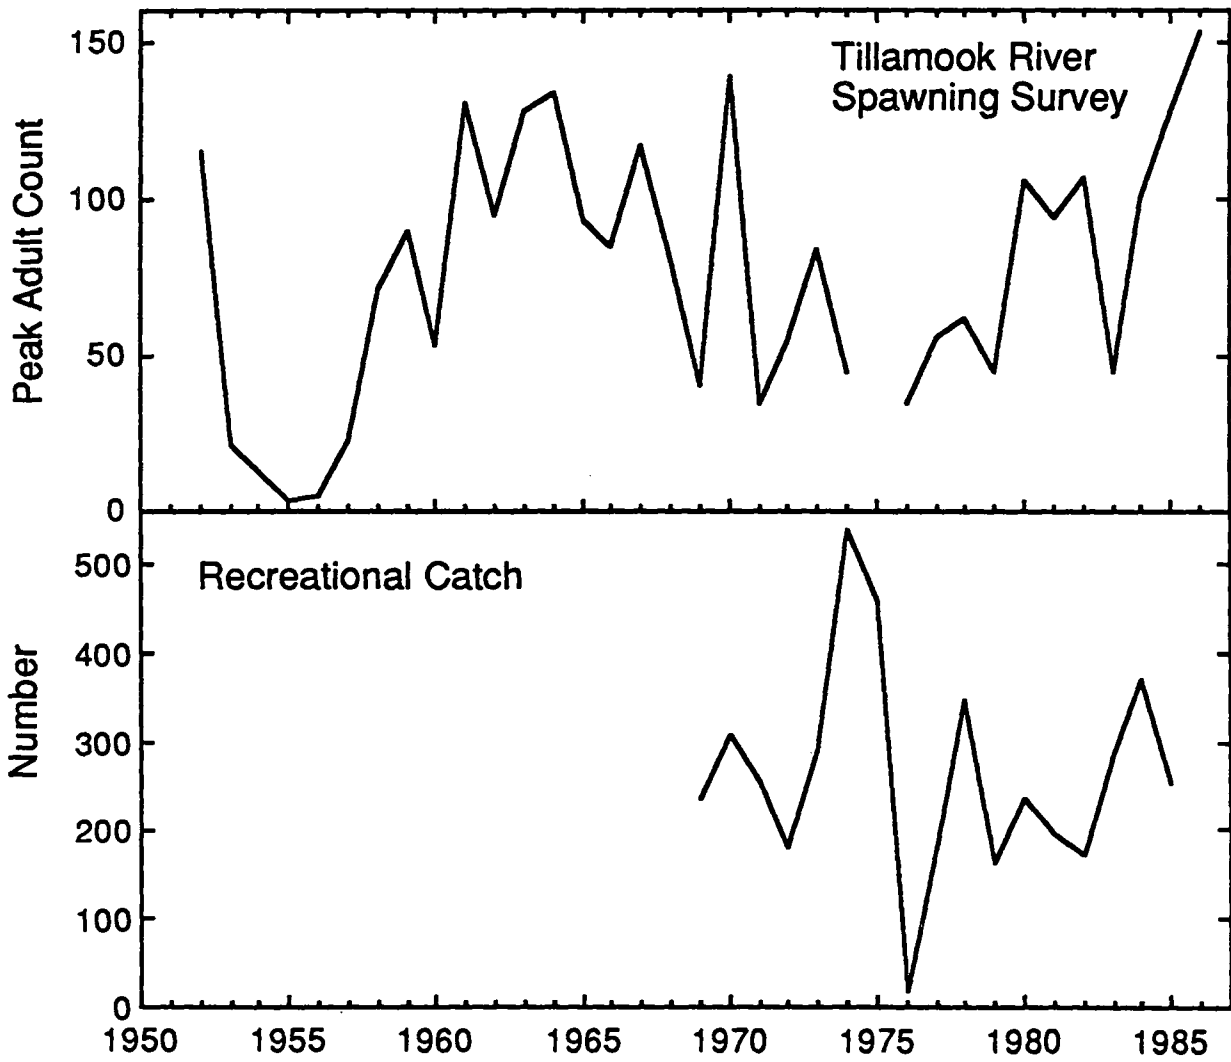 150
Tillamook River
Spawning Survey
100
Peak Adult Count
50
0
500
Recreational Catch
400
Number
300
200
100
0
1950 1955 1960 1965 1970 1975 1980 1985